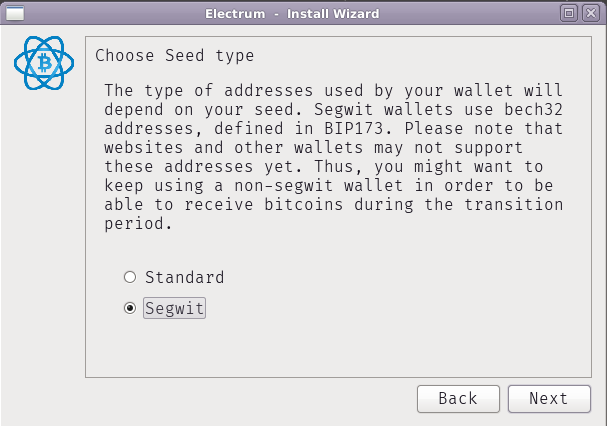 Electrum - Install Wizard
Choose Seed type
The type of addresses used by your wallet will
depend on your seed. Segwit wallets use bech32
addresses, defined in BIP173. Please note that
websites and other wallets may not support
these addresses yet. Thus, you might want to
keep using a non-segwit wallet in order to be
able to receive bitcoins during the transition
period.
Standard
Segwit
Back Next